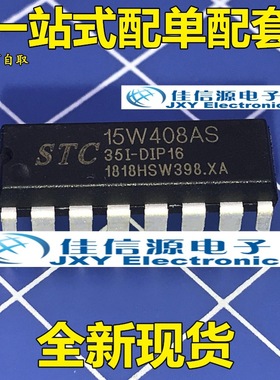 一站式配单配套
自取
佳信源电子
JXY Electronic
STC
15W408AS
35I-DIP16
1818HSW398.XA
佳信源电子
JXY Electronic
全新现货